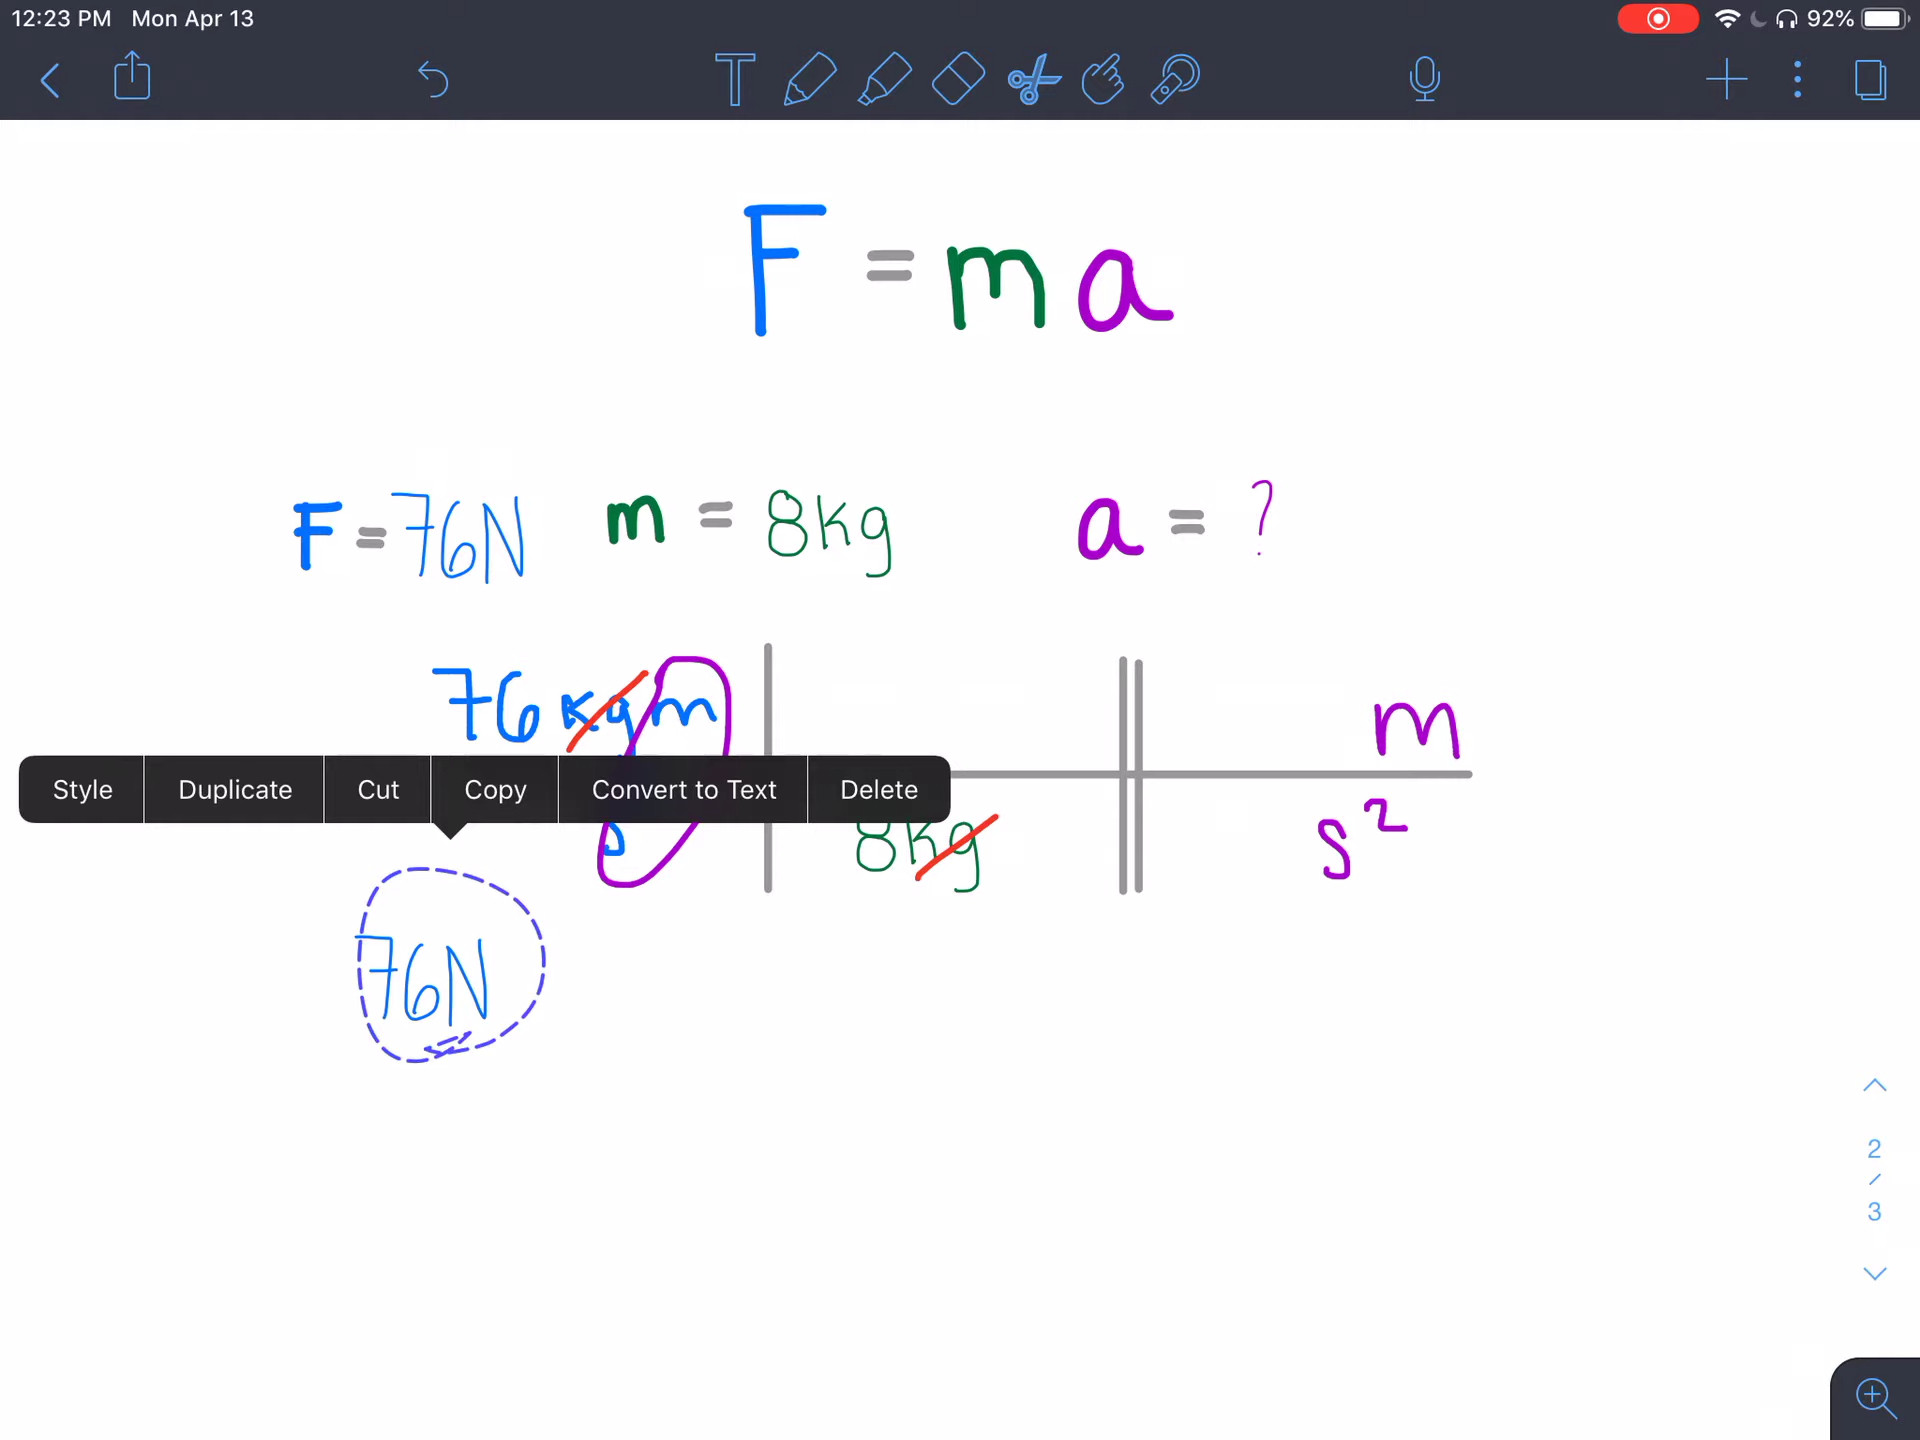 12:23 PM Mon Apr 13 92%
F = ma
F = 76N m = 8kg a = ?
76 kg m m
Style Duplicate Cut Copy Convert to Text Delete
8kg s²
76N
2
/
3